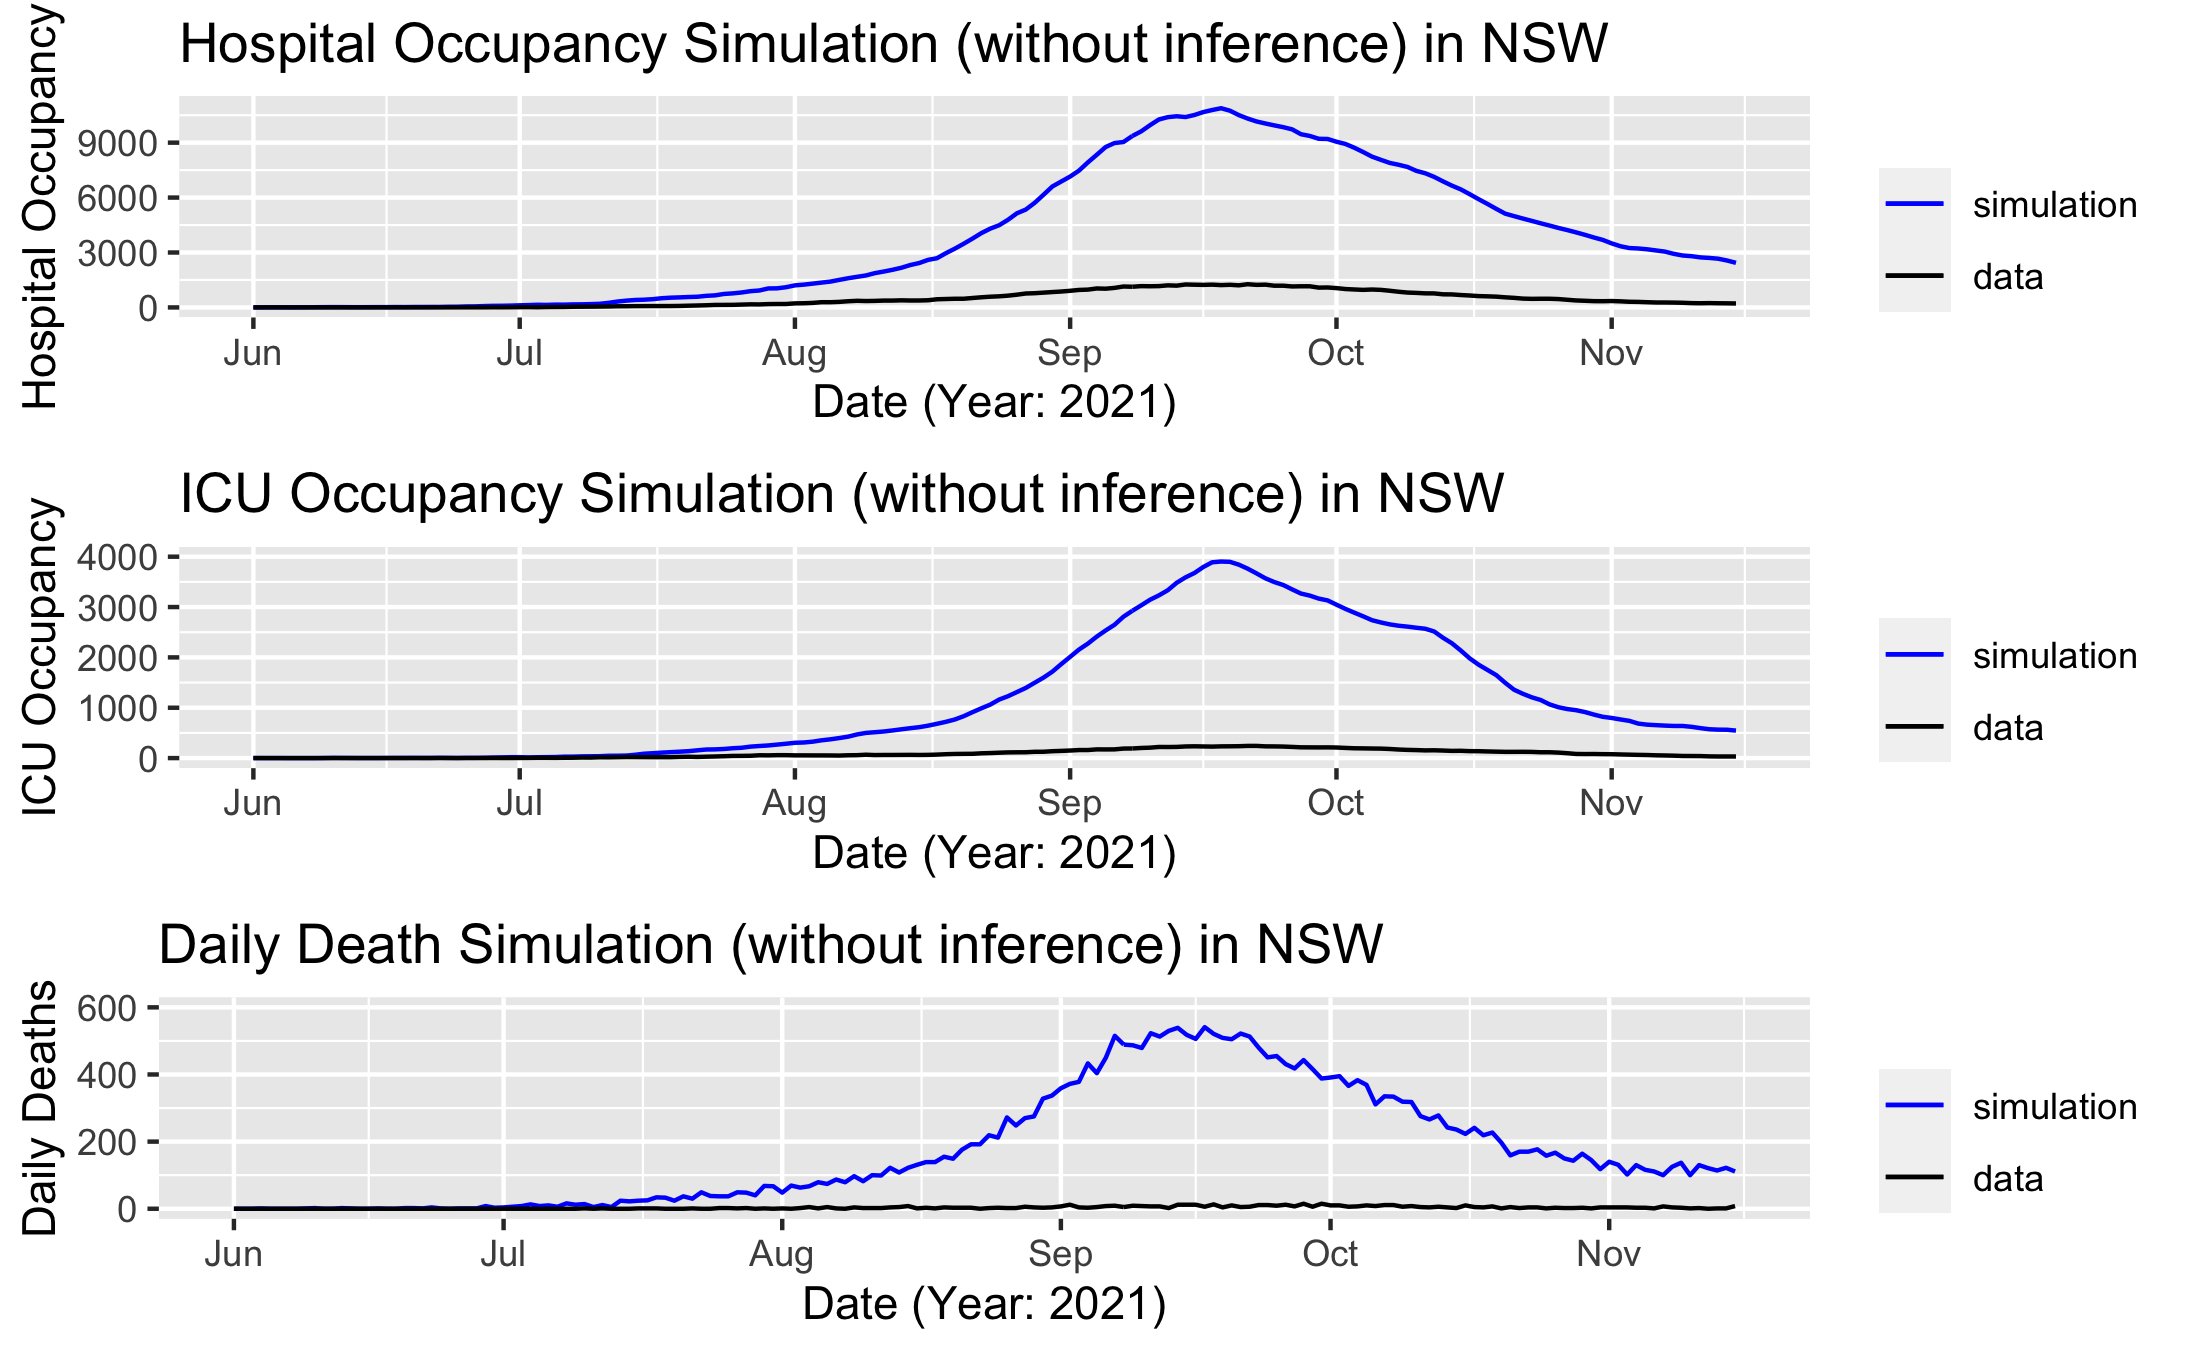 Hospital Occupancy Simulation (without inference) in NSW
Hospital Occupancy
9000
6000
3000
0
Jun Jul Aug Sep Oct Nov
Date (Year: 2021)
simulation
data
ICU Occupancy Simulation (without inference) in NSW
ICU Occupancy
4000
3000
2000
1000
0
Jun Jul Aug Sep Oct Nov
Date (Year: 2021)
simulation
data
Daily Death Simulation (without inference) in NSW
Daily Deaths
600
400
200
0
Jun Jul Aug Sep Oct Nov
Date (Year: 2021)
simulation
data